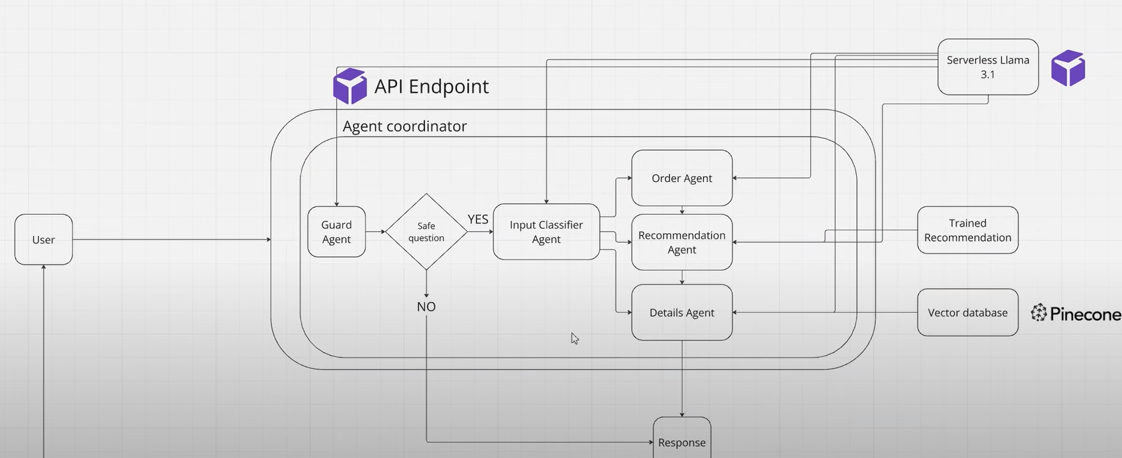 Serverless Llama
3.1
API Endpoint
Agent coordinator
Order Agent
User
Guard
Agent
Safe
question
YES
Input Classifier
Agent
Recommendation
Agent
Trained
Recommendation
NO
Details Agent
Vector database
Pinecone
Response